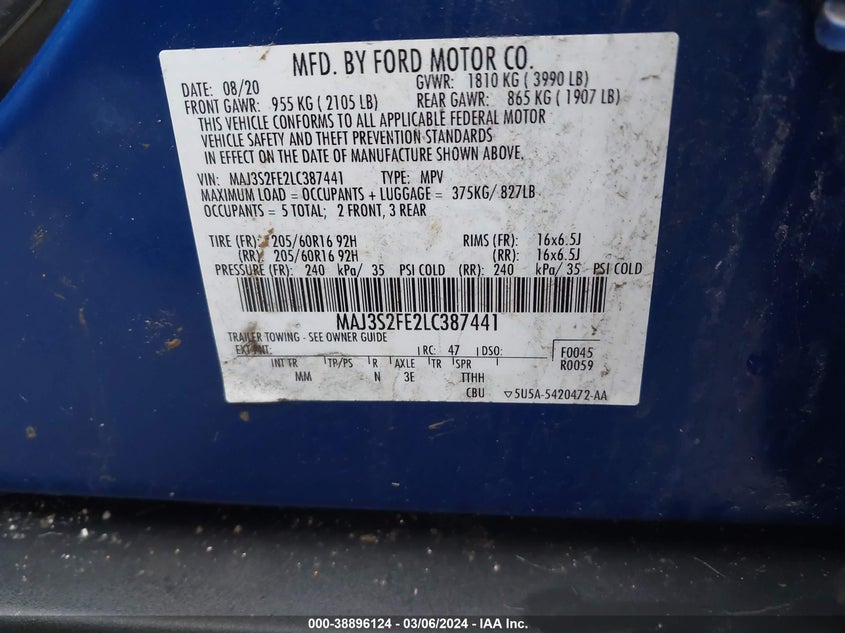 MFD. BY FORD MOTOR CO.
DATE: 08/20 GVWR: 1810 KG ( 3990 LB)
FRONT GAWR: 955 KG ( 2105 LB) REAR GAWR: 865 KG ( 1907 LB)
THIS VEHICLE CONFORMS TO ALL APPLICABLE FEDERAL MOTOR
VEHICLE SAFETY AND THEFT PREVENTION STANDARDS
IN EFFECT ON THE DATE OF MANUFACTURE SHOWN ABOVE.
VIN: MAJ3S2FE2LC387441 TYPE: MPV
MAXIMUM LOAD = OCCUPANTS + LUGGAGE = 375KG/ 827LB
OCCUPANTS = 5 TOTAL; 2 FRONT, 3 REAR
TIRE (FR): 205/60R16 92H RIMS (FR): 16x6.5J
(RR): 205/60R16 92H (RR): 16x6.5J
PRESSURE (FR): 240 kPa/ 35 PSI COLD (RR): 240 kPa/ 35 PSI COLD
MAJ3S2FE2LC387441
TRAILER TOWING - SEE OWNER GUIDE
EXT PNT: RC: 47 DSO: F0045
INT TR TP/PS R AXLE TR SPR R0059
MM N 3E TTHH
CBU ▽5U5A-5420472-AA
000-38896124 - 03/06/2024 - IAA Inc.